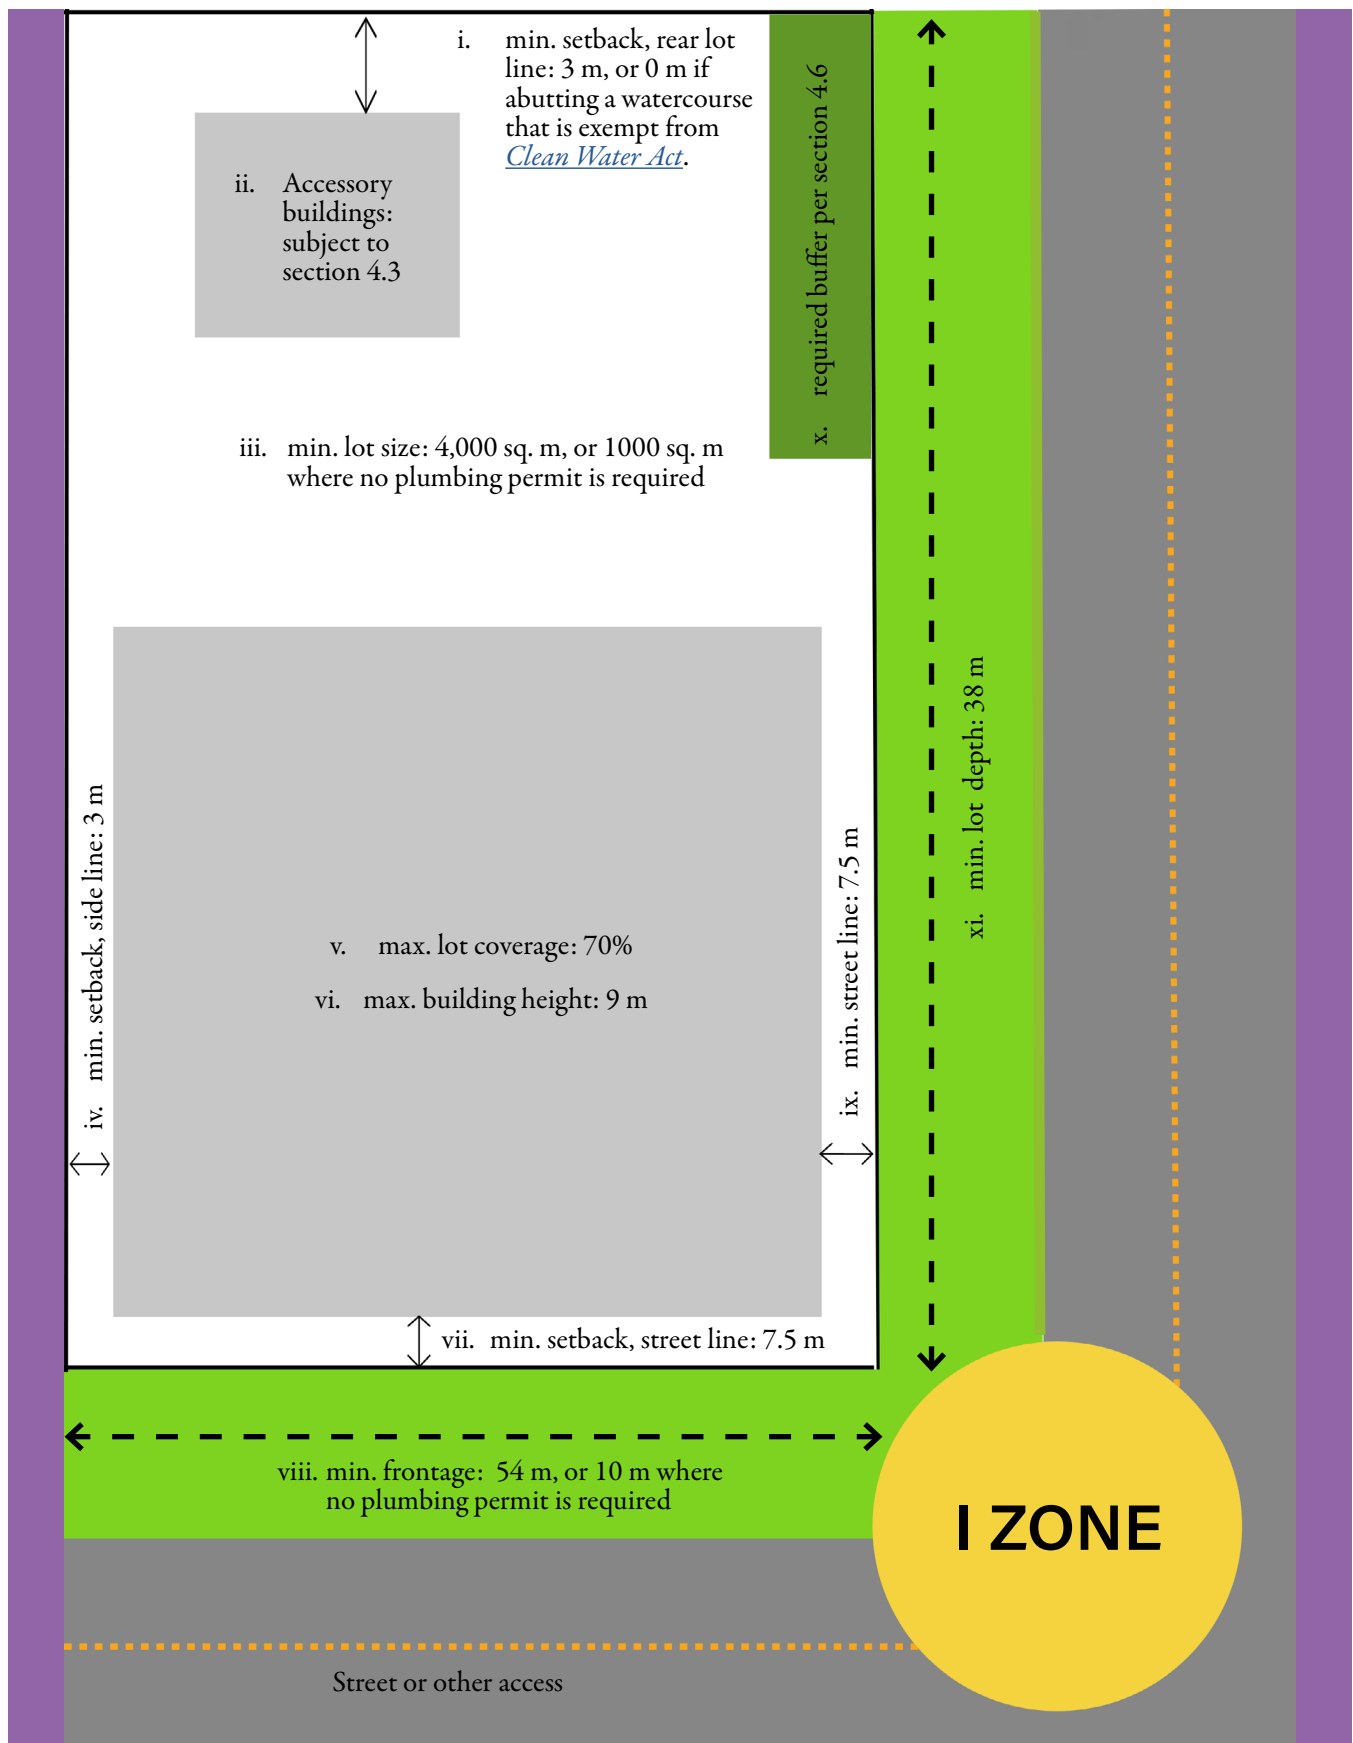 i. min. setback, rear lot
line: 3 m, or 0 m if
abutting a watercourse
that is exempt from
Clean Water Act.
ii. Accessory
buildings:
subject to
section 4.3
x. required buffer per section 4.6
iii. min. lot size: 4,000 sq. m, or 1000 sq. m
where no plumbing permit is required
iv. min. setback, side line: 3 m
v. max. lot coverage: 70%
vi. max. building height: 9 m
ix. min. street line: 7.5 m
xi. min. lot depth: 38 m
vii. min. setback, street line: 7.5 m
viii. min. frontage: 54 m, or 10 m where
no plumbing permit is required
I ZONE
Street or other access